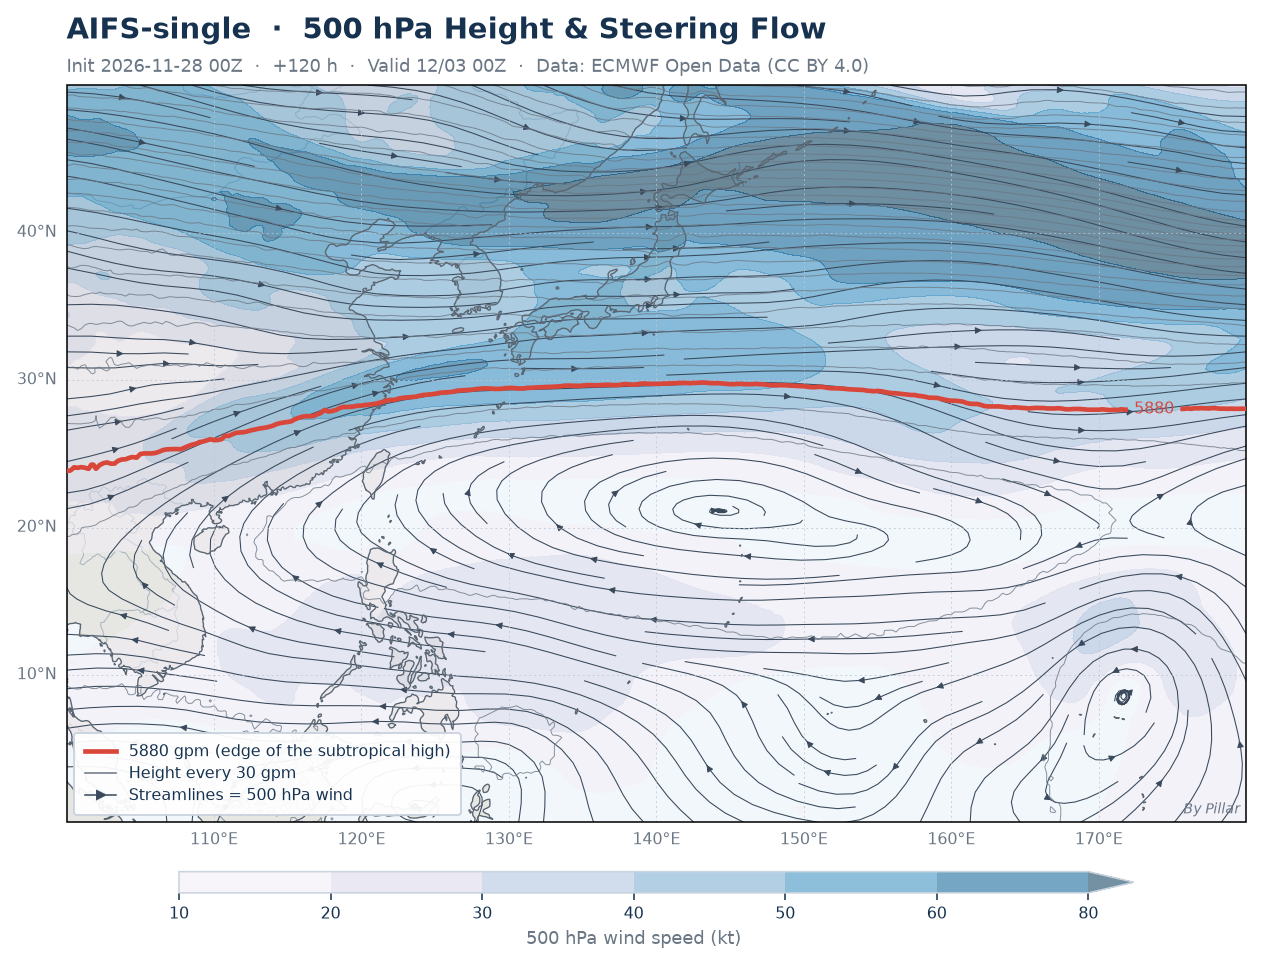 AIFS-single · 500 hPa Height & Steering Flow
Init 2026-11-28 00Z · +120 h · Valid 12/03 00Z · Data: ECMWF Open Data (CC BY 4.0)
40°N
30°N
5880
20°N
10°N
5880 gpm (edge of the subtropical high)
Height every 30 gpm
Streamlines = 500 hPa wind
By Pillar
110°E 120°E 130°E 140°E 150°E 160°E 170°E
10 20 30 40 50 60 80
500 hPa wind speed (kt)